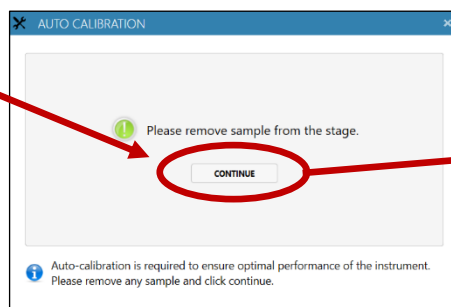 AUTO CALIBRATION
Please remove sample from the stage.
CONTINUE
Auto-calibration is required to ensure optimal performance of the instrument.
Please remove any sample and click continue.